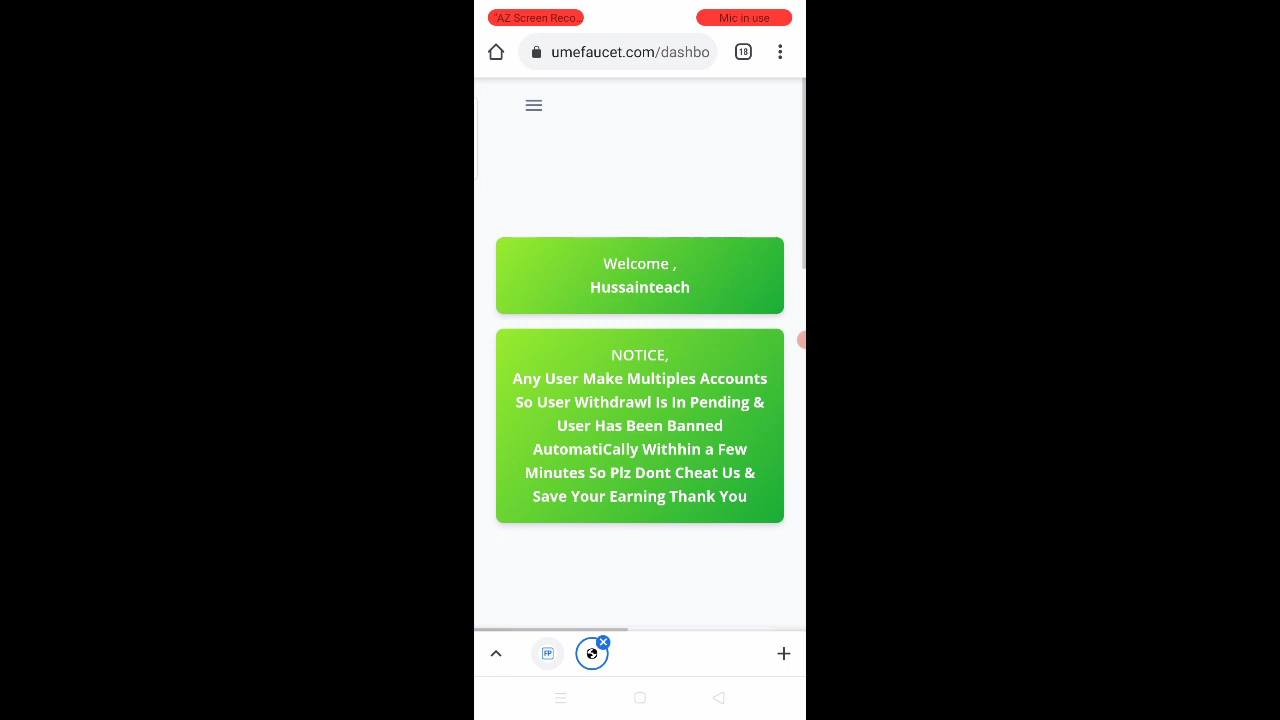 "AZ Screen Reco..
Mic in use
umefaucet.com/dashbo
18
Welcome ,
Hussainteach
NOTICE,
Any User Make Multiples Accounts
So User Withdrawl Is In Pending &
User Has Been Banned
AutomatiCally Withhin a Few
Minutes So Plz Dont Cheat Us &
Save Your Earning Thank You
FP